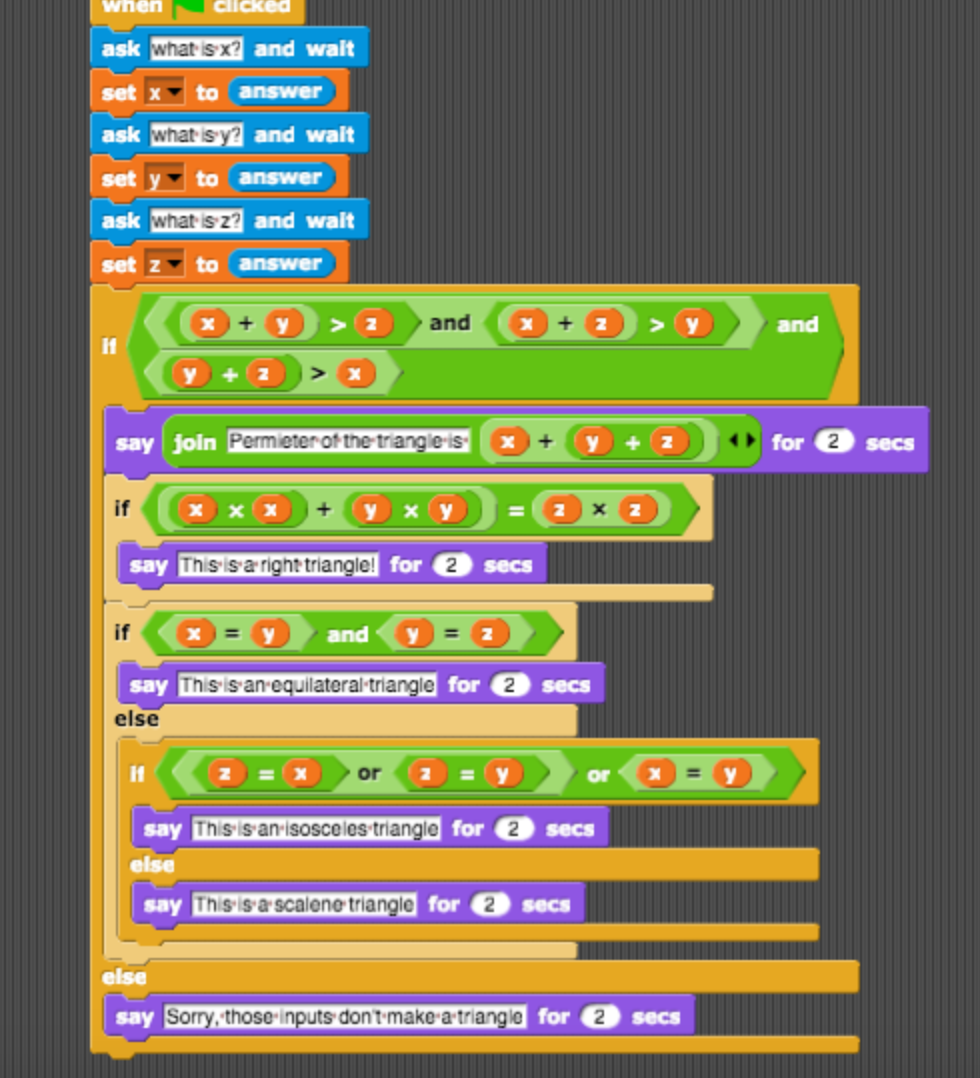 when clicked
ask what is x? and wait
set x to answer
ask what is y? and wait
set y to answer
ask what is z? and wait
set z to answer
if x + y > z and x + z > y and
y + z > x
say join Permieter of the triangle is x + y + z for 2 secs
if x × x + y × y = z × z
say This is a right triangle! for 2 secs
if x = y and y = z
say This is an equilateral triangle for 2 secs
else
if z = x or z = y or x = y
say This is an isosceles triangle for 2 secs
else
say This is a scalene triangle for 2 secs
else
say Sorry, those inputs don't make a triangle for 2 secs